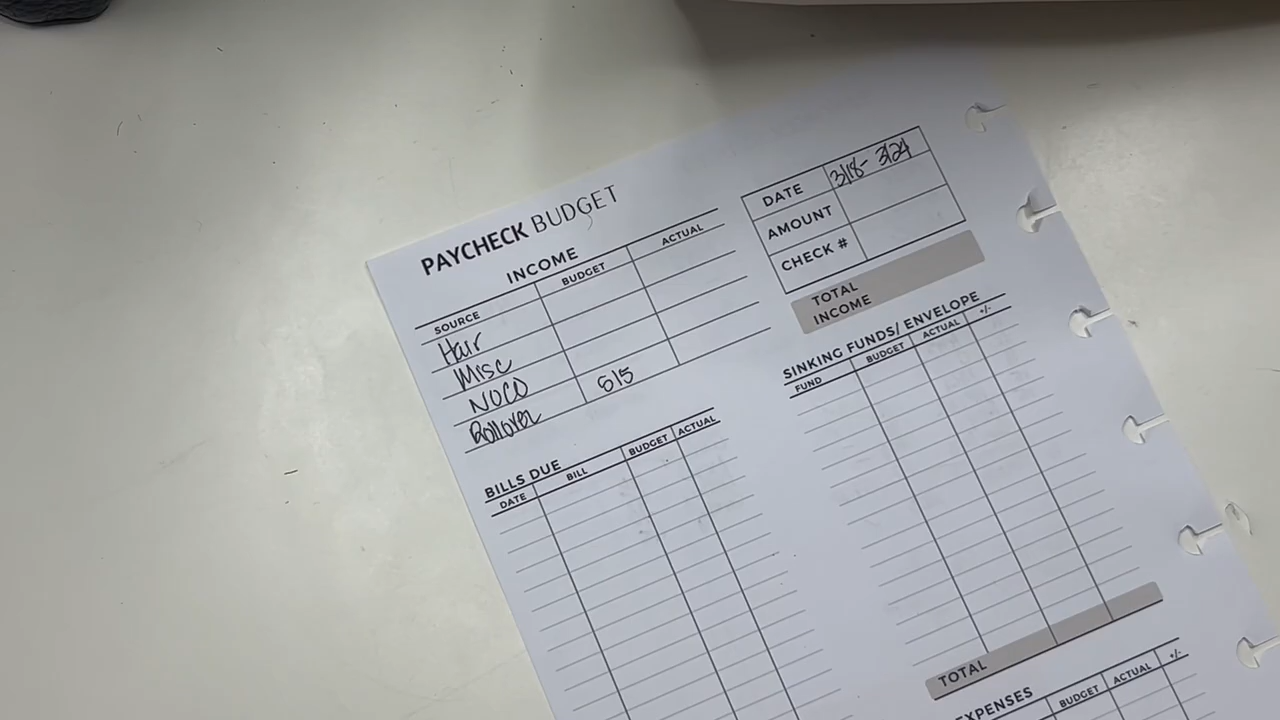 PAYCHECK BUDGET
INCOME
SOURCE BUDGET ACTUAL
Hair
Misc
NOCO
Rollover 515
DATE 3/18- 3/24
AMOUNT
CHECK #
TOTAL
INCOME
BILLS DUE
DATE BILL BUDGET ACTUAL
SINKING FUNDS/ ENVELOPE
FUND BUDGET ACTUAL +/-
TOTAL
EXPENSES
BUDGET ACTUAL +/-